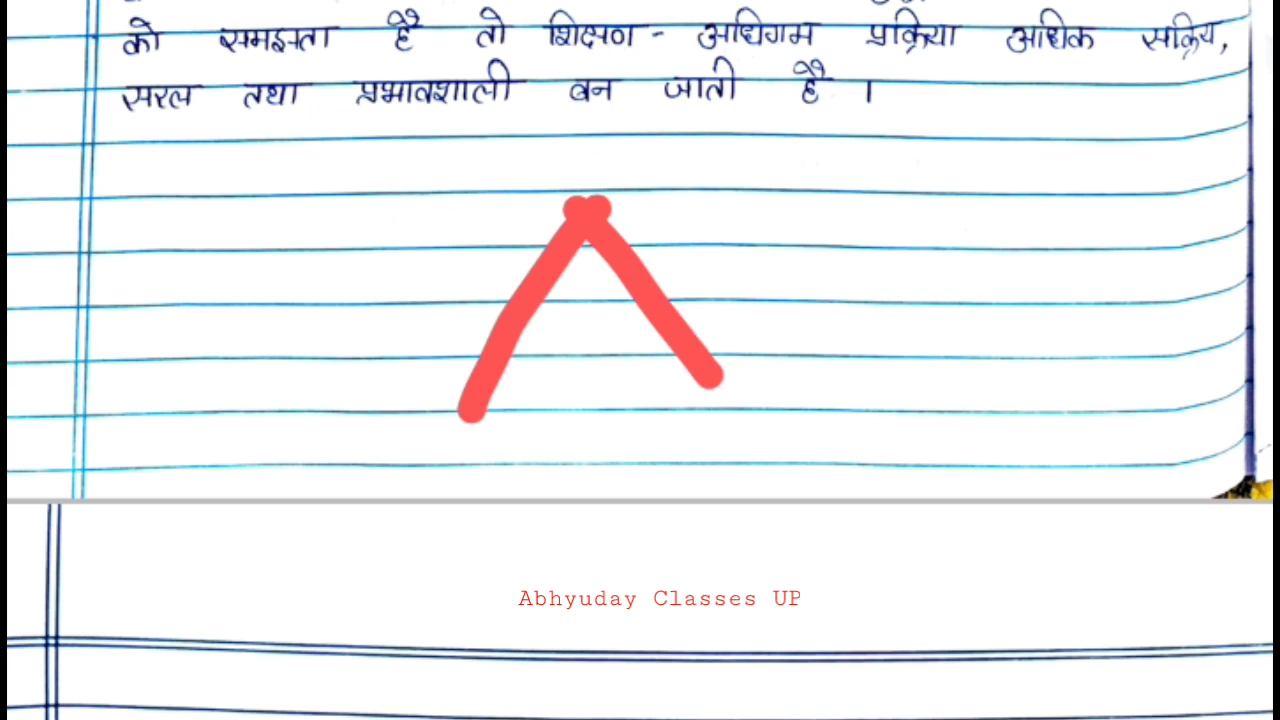 को समझता है तो शिक्षण - अधिगम प्रक्रिया अधिक सक्रिय,
सरल तथा प्रभावशाली बन जाती है ।
Abhyuday Classes UP